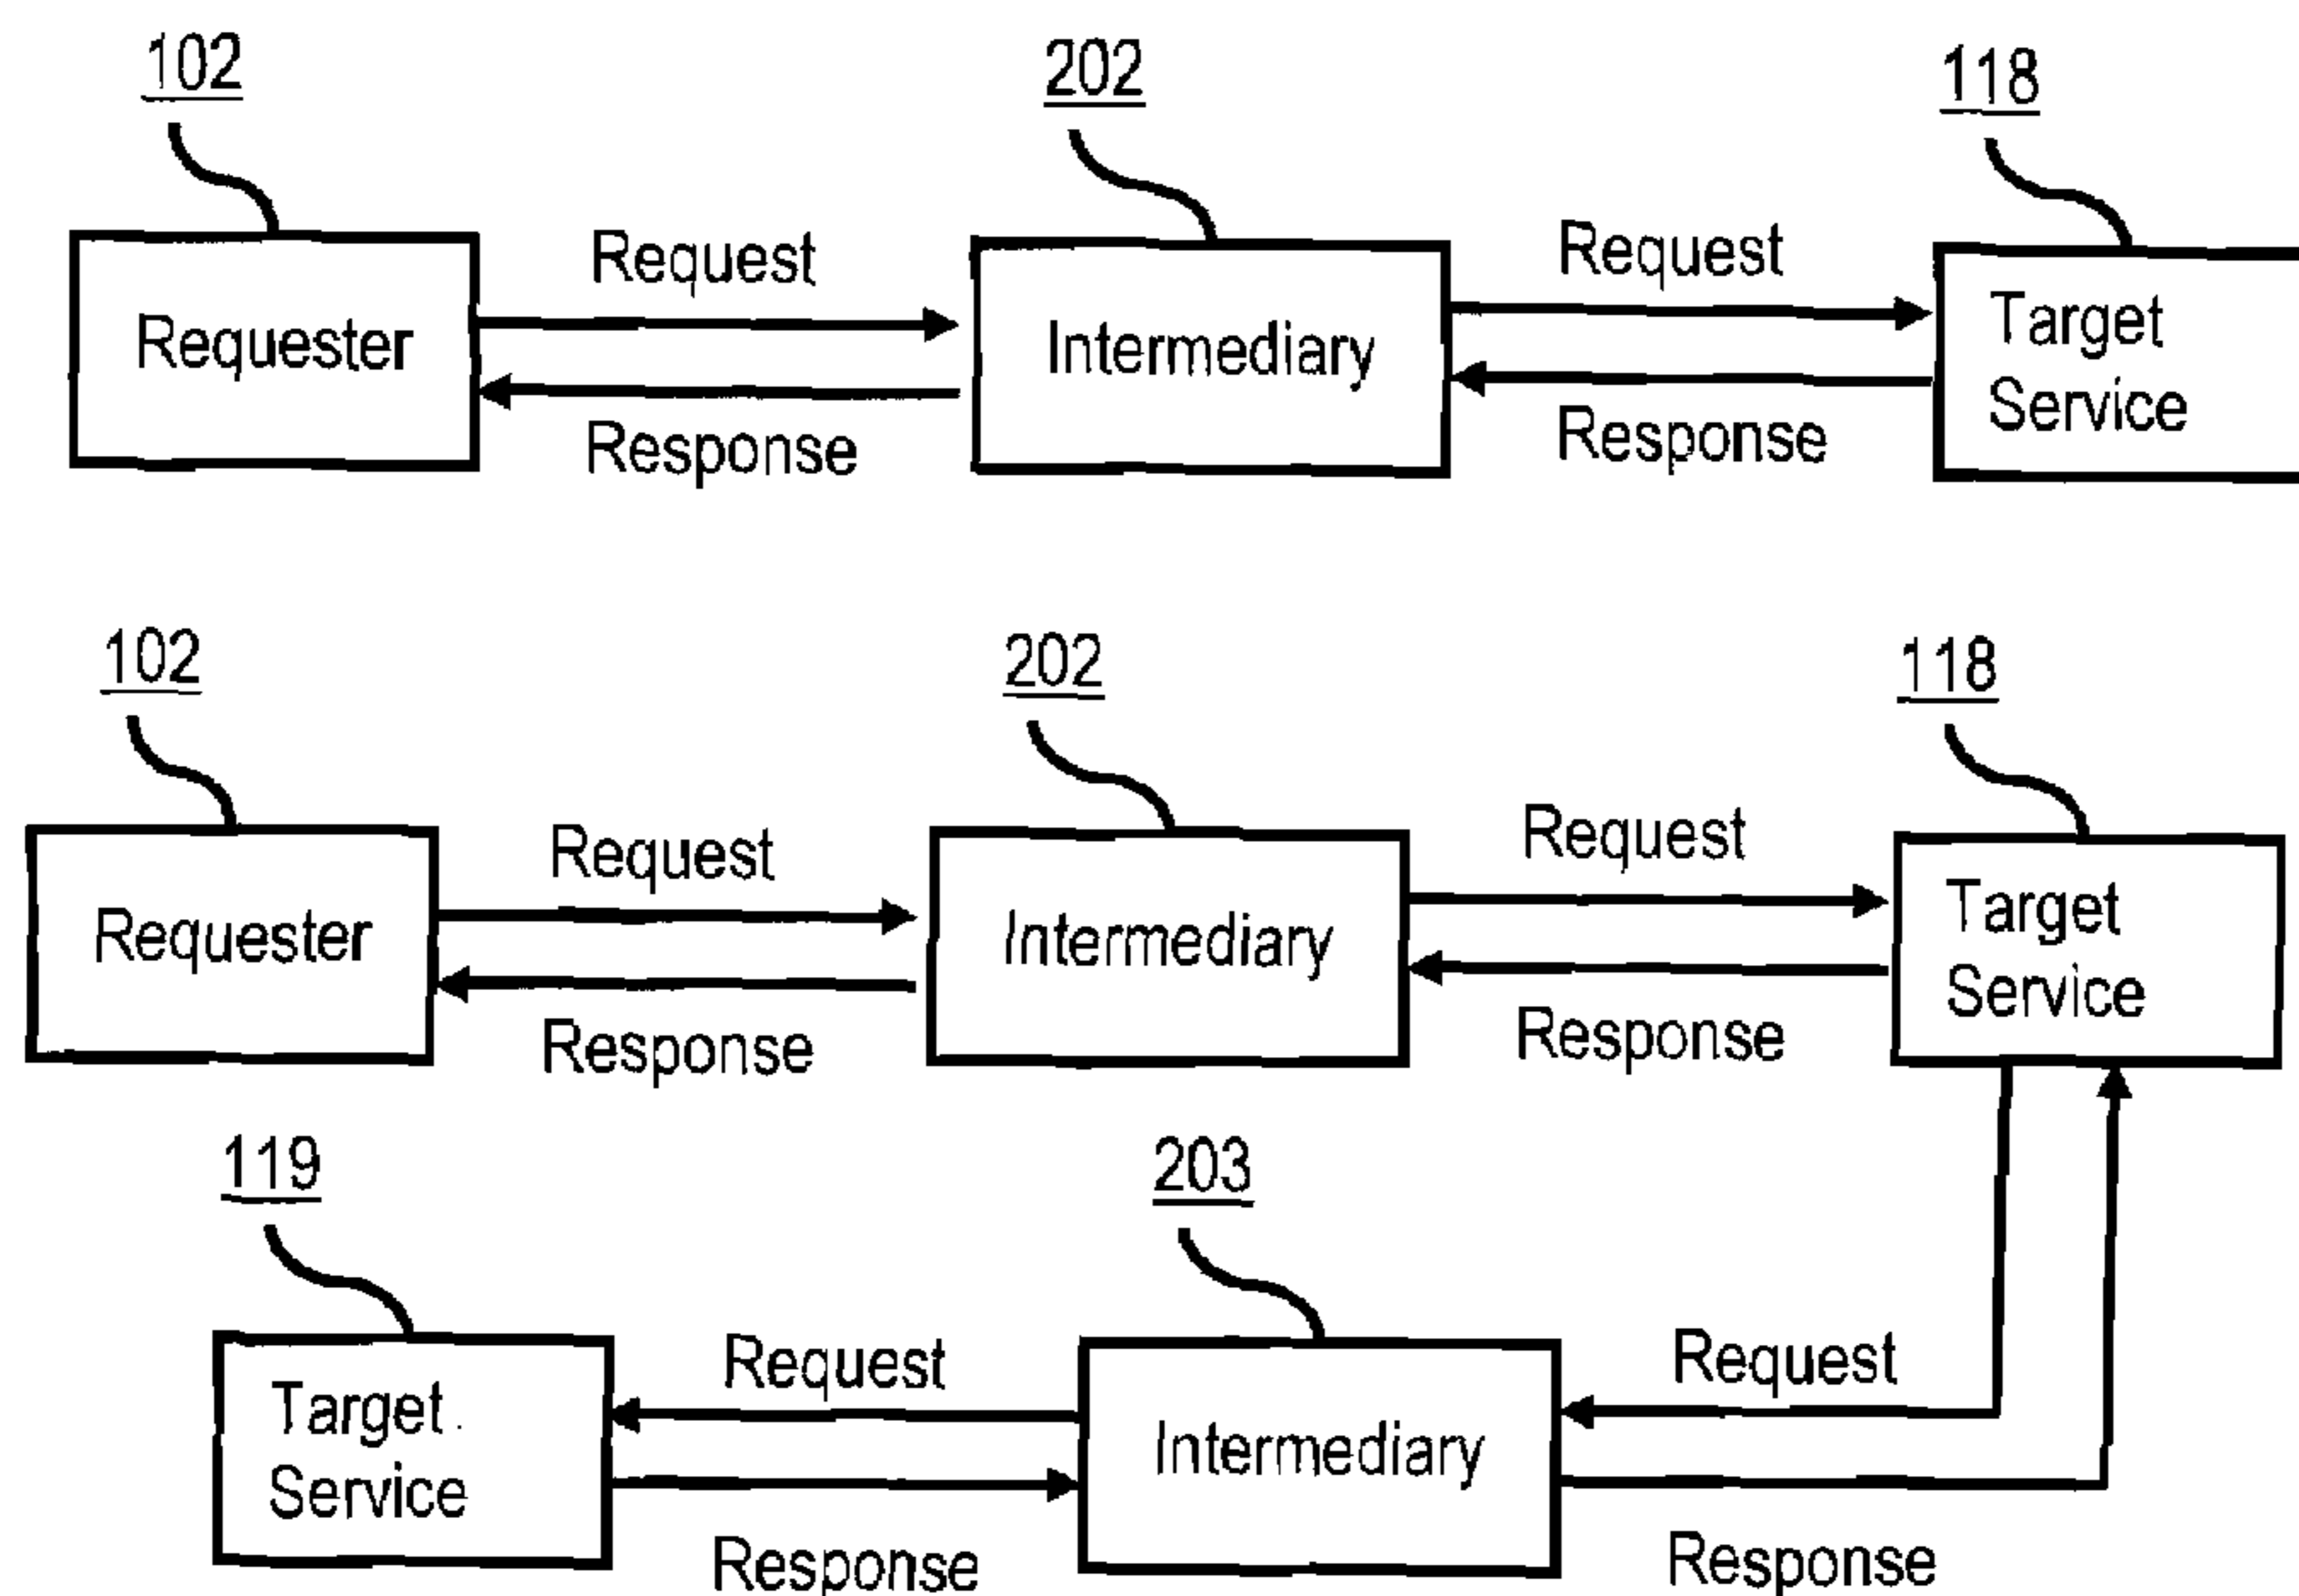 102
202
118
Request
Request
Requester
Intermediary
Target
Service
Response
Response
102
202
118
Request
Request
Requester
Intermediary
Target
Service
Response
Response
119
203
Request
Request
Target
Service
Intermediary
Response
Response